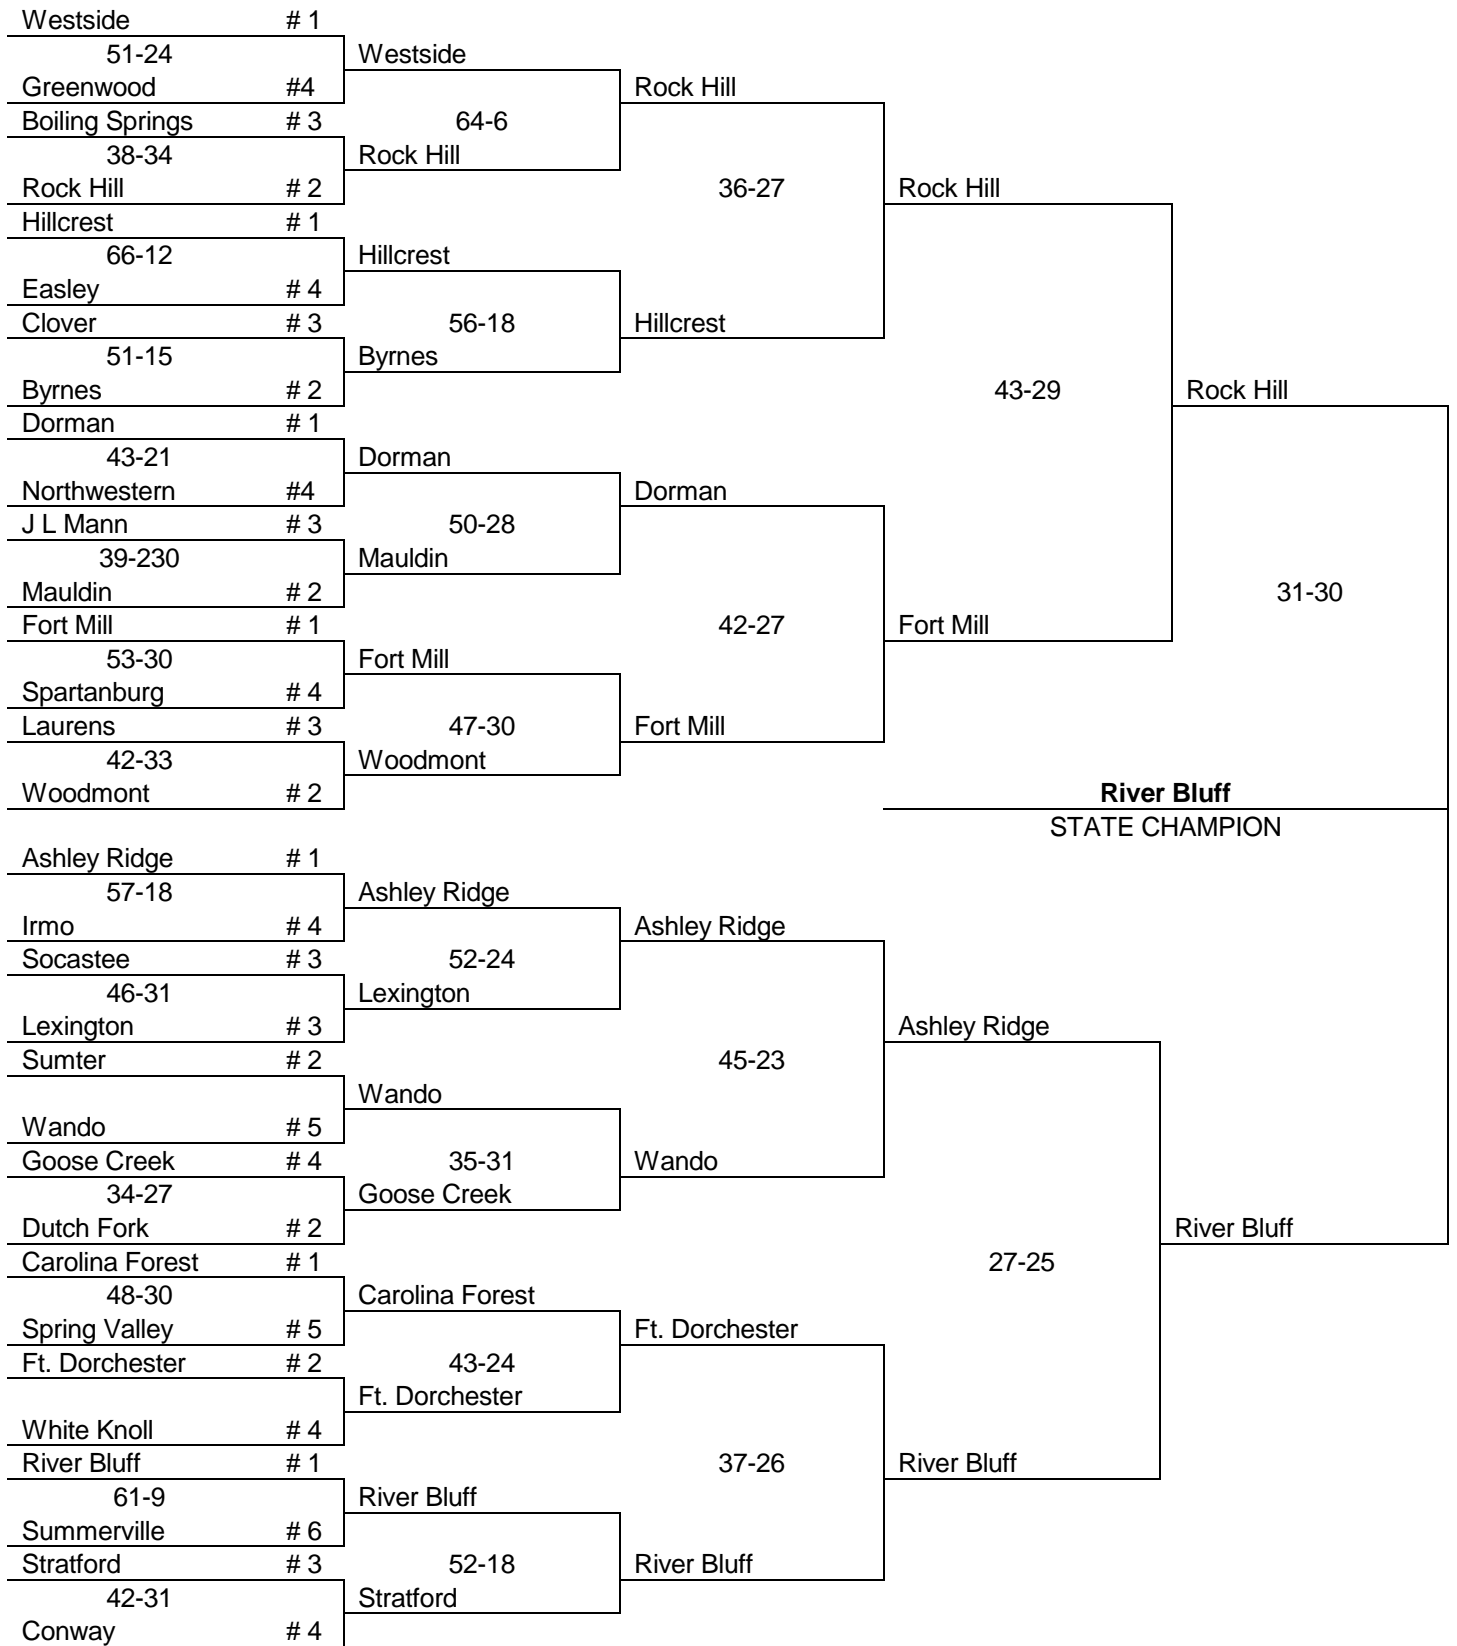 Westside # 1
51-24 Westside
Greenwood #4 Rock Hill
Boiling Springs # 3 64-6
38-34 Rock Hill
Rock Hill # 2 36-27 Rock Hill
Hillcrest # 1
66-12 Hillcrest
Easley # 4
Clover # 3 56-18 Hillcrest
51-15 Byrnes
Byrnes # 2 43-29 Rock Hill
Dorman # 1
43-21 Dorman
Northwestern #4 Dorman
J L Mann # 3 50-28
39-230 Mauldin
Mauldin # 2 31-30
Fort Mill # 1 42-27 Fort Mill
53-30 Fort Mill
Spartanburg # 4
Laurens # 3 47-30 Fort Mill
42-33 Woodmont
Woodmont # 2 River Bluff
STATE CHAMPION
Ashley Ridge # 1
57-18 Ashley Ridge
Irmo # 4 Ashley Ridge
Socastee # 3 52-24
46-31 Lexington
Lexington # 3 Ashley Ridge
Sumter # 2 45-23
Wando
Wando # 5
Goose Creek # 4 35-31 Wando
34-27 Goose Creek
Dutch Fork # 2 River Bluff
Carolina Forest # 1 27-25
48-30 Carolina Forest
Spring Valley # 5 Ft. Dorchester
Ft. Dorchester # 2 43-24
Ft. Dorchester
White Knoll # 4
River Bluff # 1 37-26 River Bluff
61-9 River Bluff
Summerville # 6
Stratford # 3 52-18 River Bluff
42-31 Stratford
Conway # 4